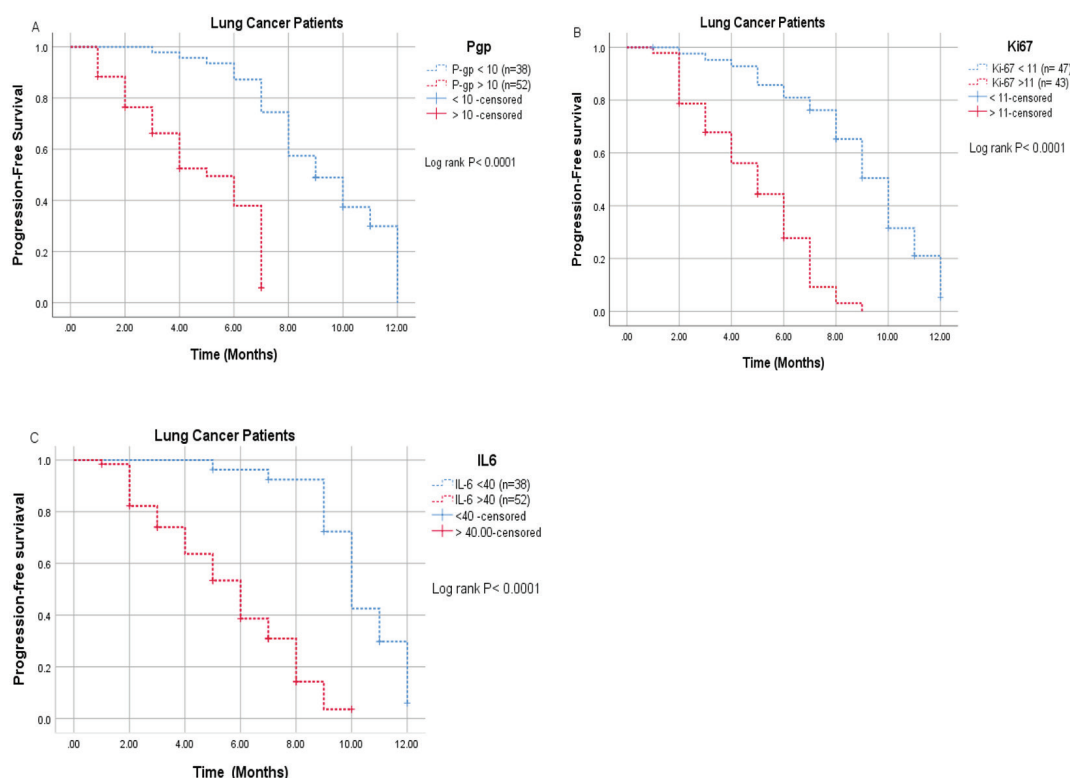 A
Lung Cancer Patients
Pgp
P-gp < 10 (n=38)
P-gp > 10 (n=52)
< 10 -censored
> 10 -censored
Log rank P< 0.0001
Progression-Free Survival
1.0
0.8
0.6
0.4
0.2
0.0
.00 2.00 4.00 6.00 8.00 10.00 12.00
Time (Months)
B
Lung Cancer Patients
Ki67
Ki-67 < 11 (n= 47)
Ki-67 >11 (n= 43)
< 11-censored
> 11-censored
Log rank P< 0.0001
Progression-Free survival
1.0
0.8
0.6
0.4
0.2
0.0
.00 2.00 4.00 6.00 8.00 10.00 12.00
Time (Months)
C
Lung Cancer Patients
IL6
IL-6 <40 (n=38)
IL-6 >40 (n=52)
<40 -censored
> 40.00-censored
Log rank P< 0.0001
Progression-free surviaval
1.0
0.8
0.6
0.4
0.2
0.0
.00 2.00 4.00 6.00 8.00 10.00 12.00
Time (Months)